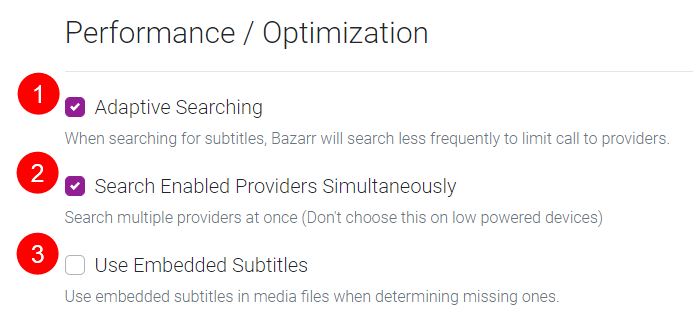 Performance / Optimization
1
Adaptive Searching
When searching for subtitles, Bazarr will search less frequently to limit call to providers.
2
Search Enabled Providers Simultaneously
Search multiple providers at once (Don't choose this on low powered devices)
3
Use Embedded Subtitles
Use embedded subtitles in media files when determining missing ones.